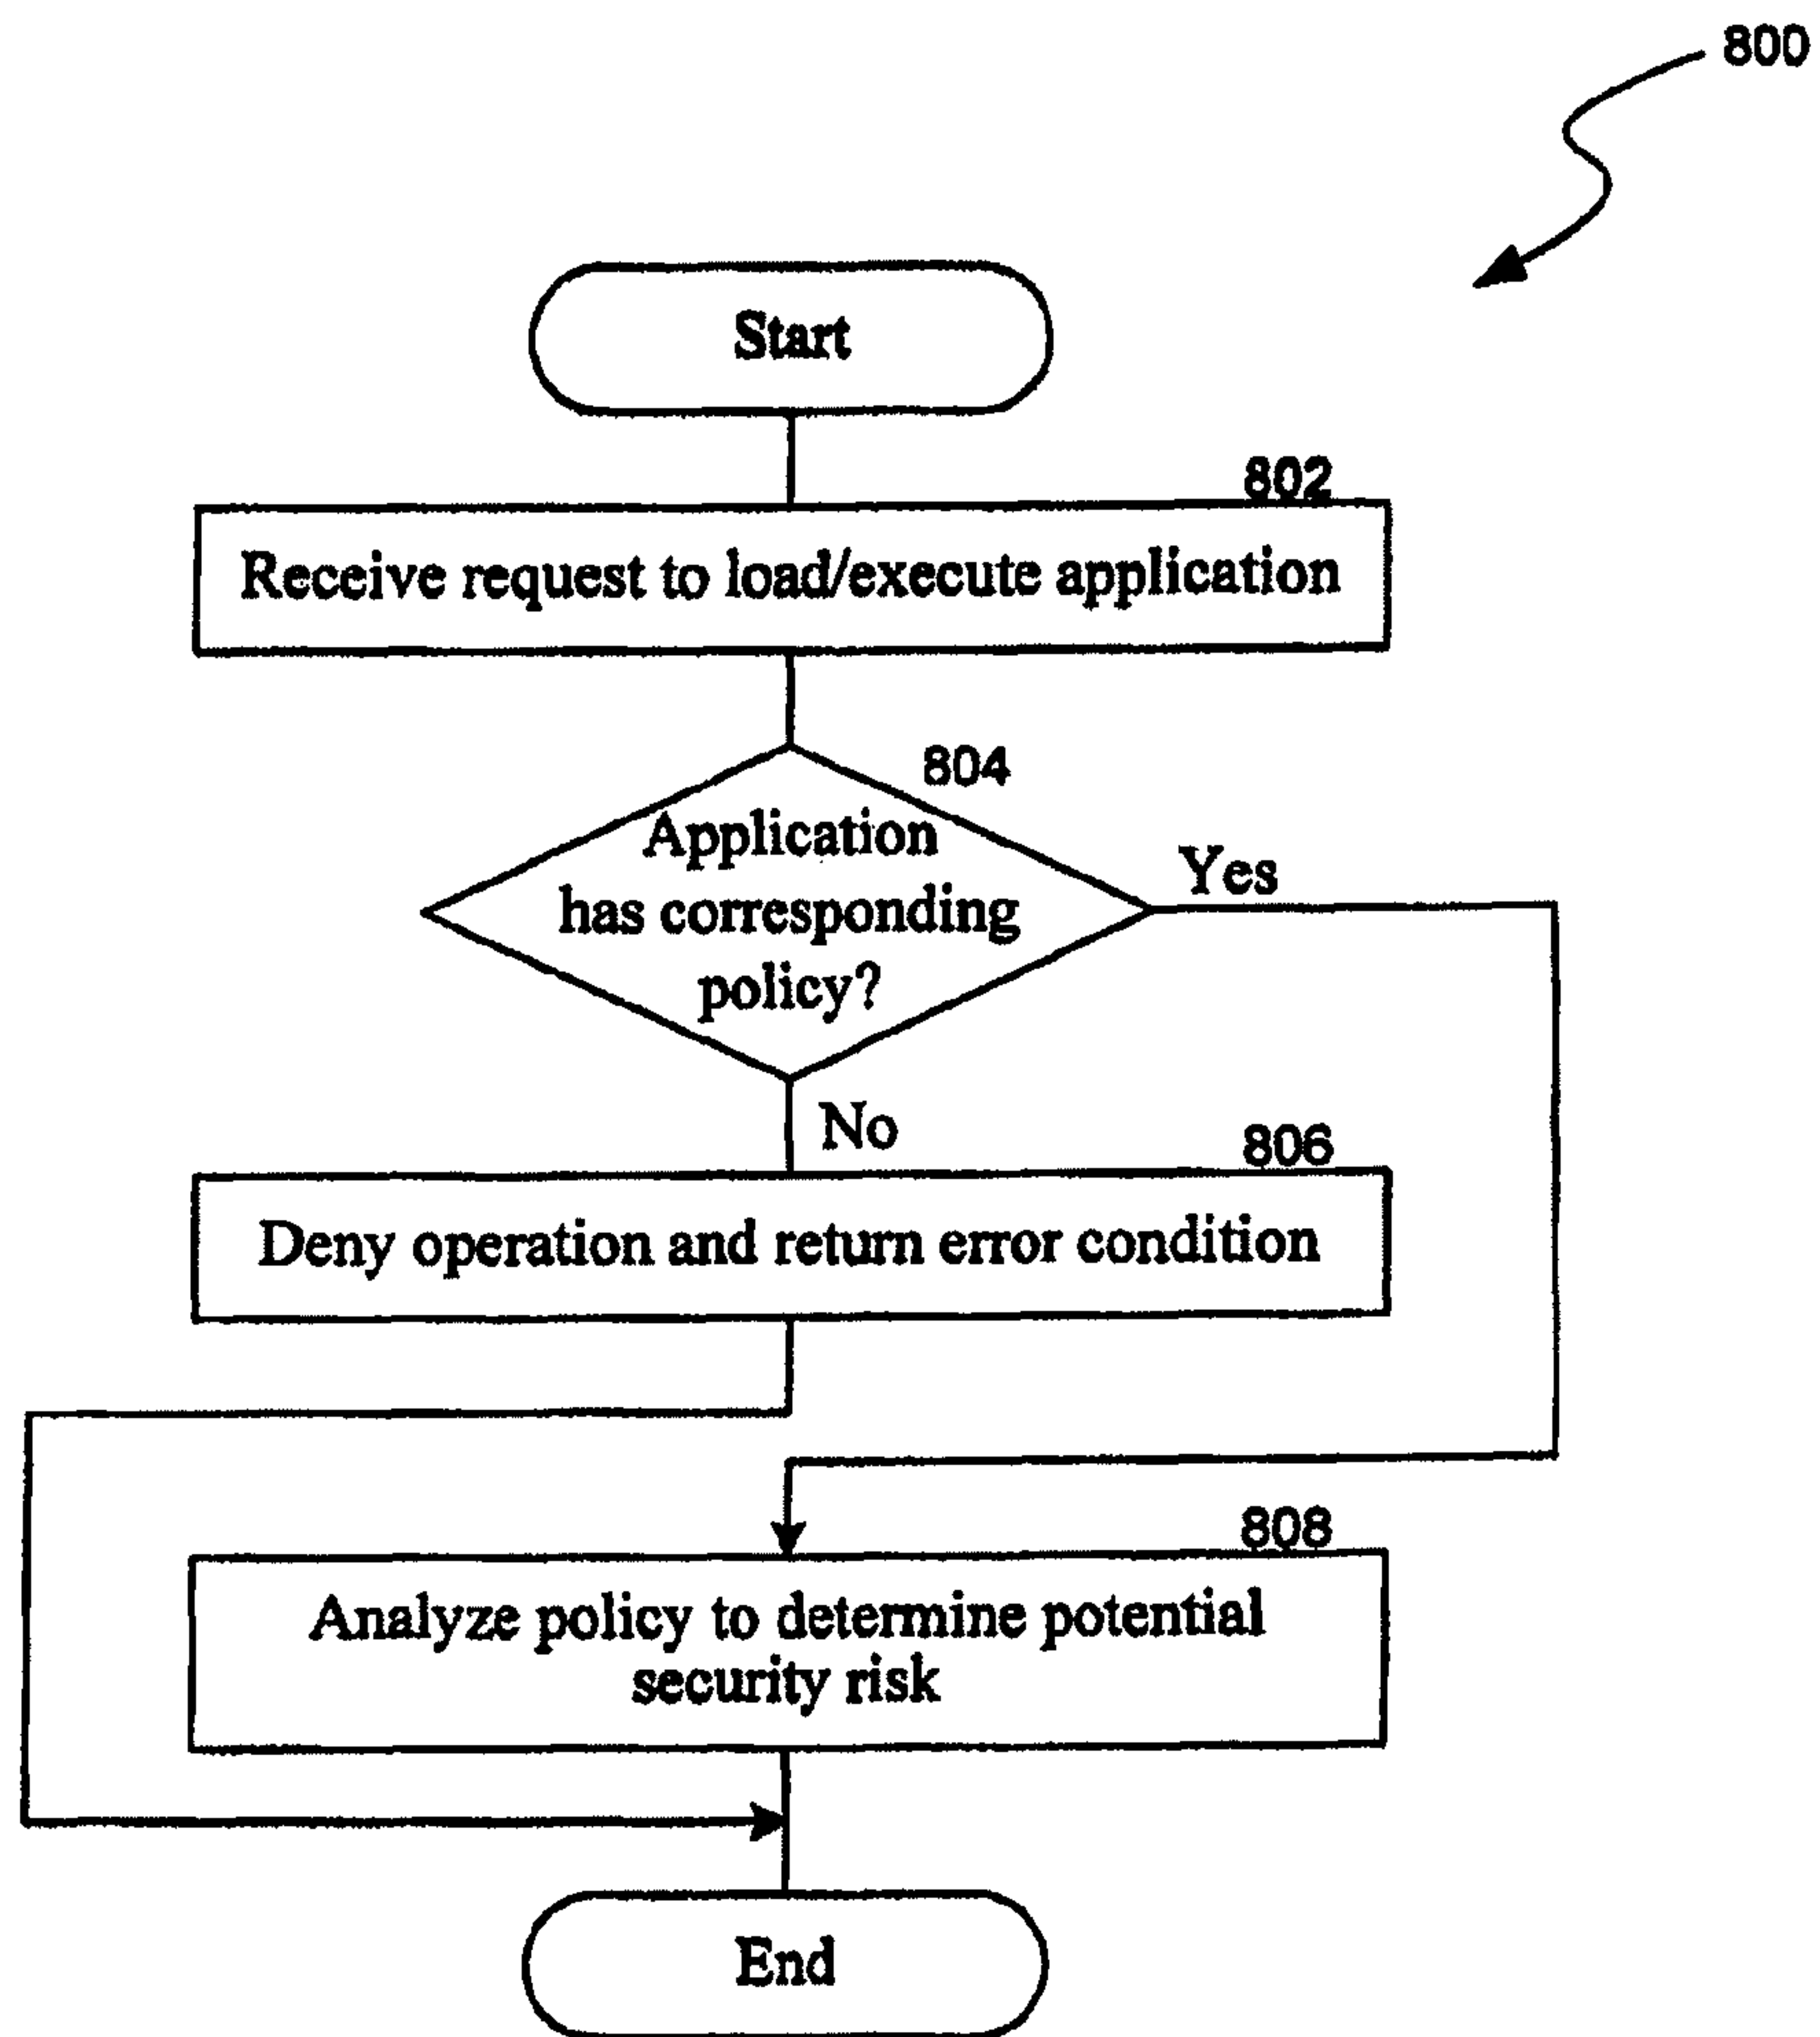 800
Start
802
Receive request to load/execute application
804
Application
has corresponding
policy?
Yes
No
806
Deny operation and return error condition
808
Analyze policy to determine potential
security risk
End